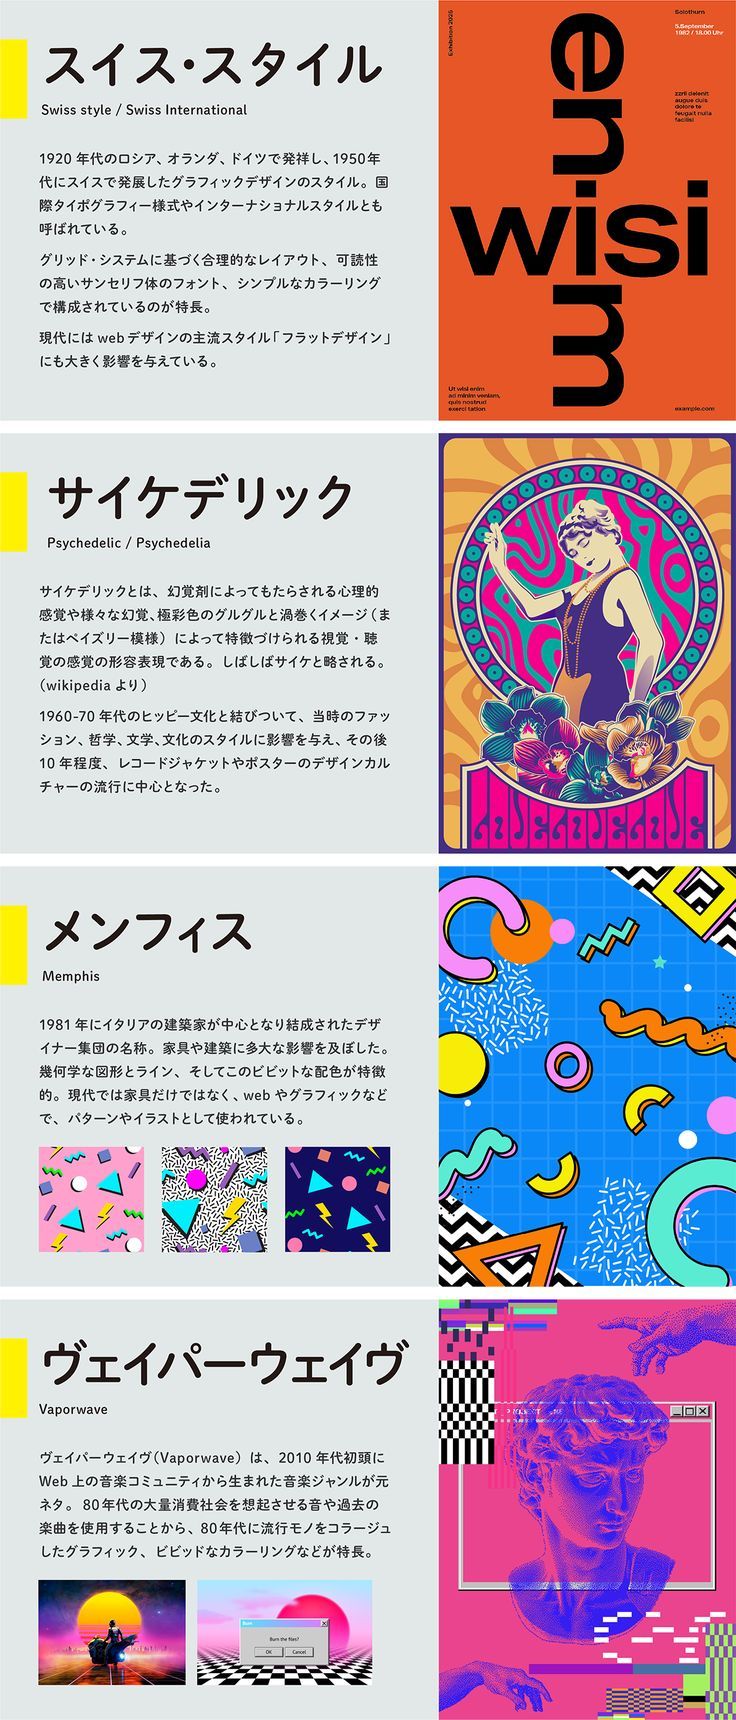 スイス・スタイル
Swiss style / Swiss International
1920 年代のロシア、オランダ、ドイツで発祥し、1950年
代にスイスで発展したグラフィックデザインのスタイル。国
際タイポグラフィー様式やインターナショナルスタイルとも
呼ばれている。
グリッド・システムに基づく合理的なレイアウト、可読性
の高いサンセリフ体のフォント、シンプルなカラーリング
で構成されているのが特長。
現代には webデザインの主流スタイル「フラットデザイン」
にも大きく影響を与えている。
Exhibition 2025
Solothurn
5.September
1982 / 18.00 Uhr
zzril delenit
augue duis
dolore te
feugait nulla
facilisi
en
wisi
m
Ut wisi enim
ad minim veniam,
quis nostrud
exerci tation
example.com
サイケデリック
Psychedelic / Psychedelia
サイケデリックとは、幻覚剤によってもたらされる心理的
感覚や様々な幻覚、極彩色のグルグルと渦巻くイメージ（ま
たはペイズリー模様）によって特徴づけられる視覚・聴
覚の感覚の形容表現である。しばしばサイケと略される。
（wikipedia より）
1960-70 年代のヒッピー文化と結びついて、当時のファッ
ション、哲学、文学、文化のスタイルに影響を与え、その後
10 年程度、レコードジャケットやポスターのデザインカル
チャーの流行に中心となった。
LOVELOVELOVE
メンフィス
Memphis
1981 年にイタリアの建築家が中心となり結成されたデザ
イナー集団の名称。家具や建築に多大な影響を及ぼした。
幾何学な図形とライン、そしてこのビビットな配色が特徴
的。現代では家具だけではなく、web やグラフィックなど
で、パターンやイラストとして使われている。
ヴェイパーウェイヴ
Vaporwave
ヴェイパーウェイヴ（Vaporwave）は、2010 年代初頭に
Web 上の音楽コミュニティから生まれた音楽ジャンルが元
ネタ。80年代の大量消費社会を想起させる音や過去の
楽曲を使用することから、80年代に流行モノをコラージュ
したグラフィック、ビビッドなカラーリングなどが特長。
Burn the files?
OK
Cancel